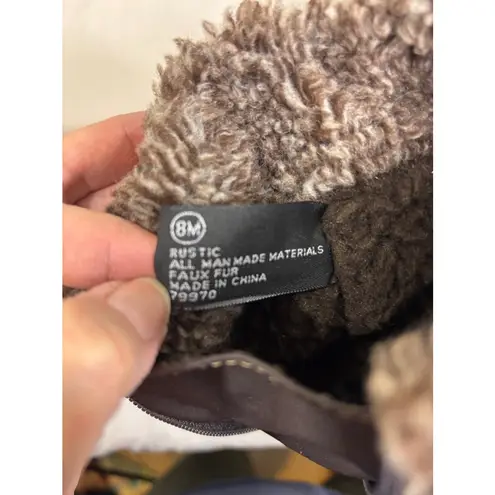 8M
RUSTIC
ALL MAN MADE MATERIALS
FAUX FUR
MADE IN CHINA
79970